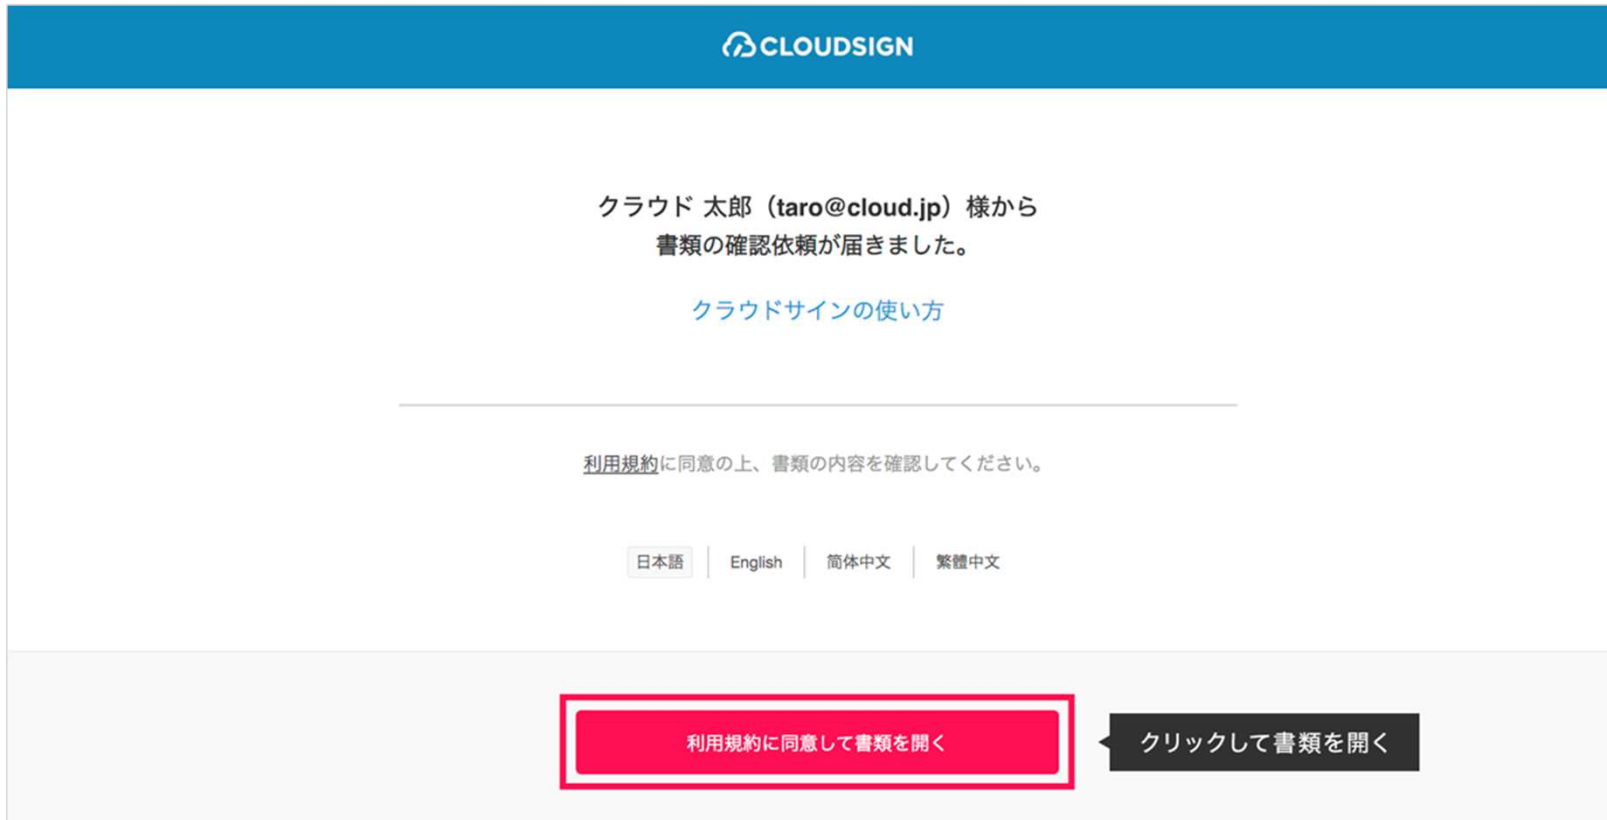 CLOUDSIGN
クラウド 太郎（taro@cloud.jp）様から
書類の確認依頼が届きました。
クラウドサインの使い方
利用規約に同意の上、書類の内容を確認してください。
日本語 English 简体中文 繁體中文
利用規約に同意して書類を開く クリックして書類を開く